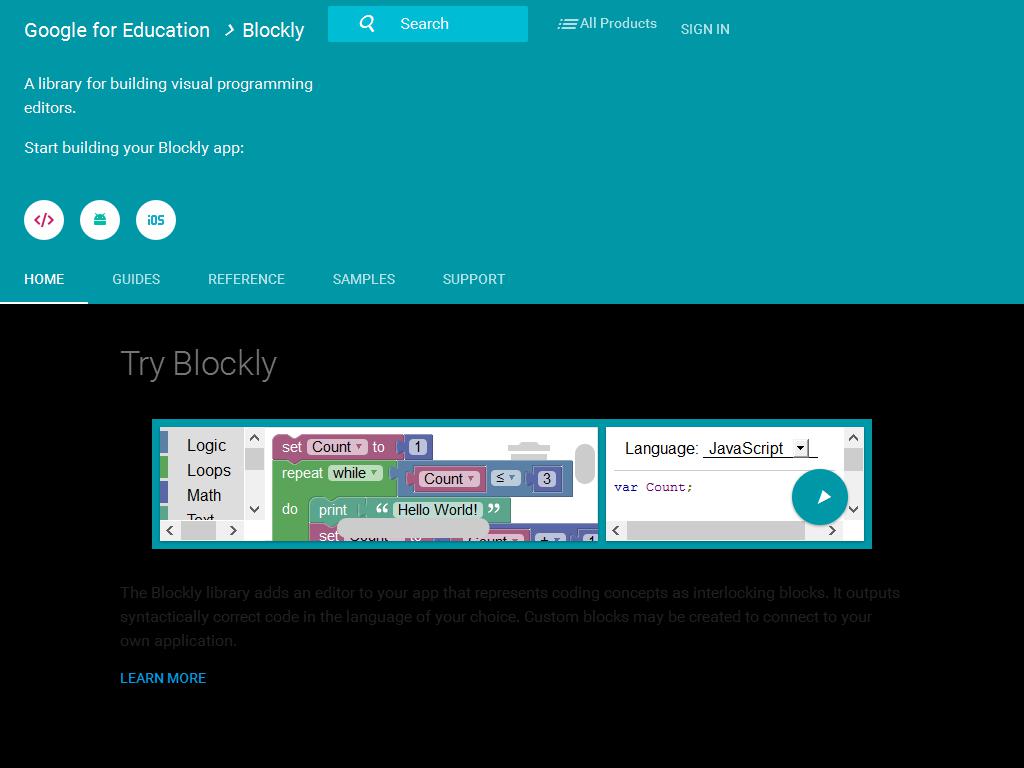 Google for Education > Blockly
Search
All Products
SIGN IN
A library for building visual programming
editors.
Start building your Blockly app:
</> iOS
HOME GUIDES REFERENCE SAMPLES SUPPORT
Try Blockly
Logic
Loops
Math
Text
set Count to 1
repeat while Count ≤ 3
do print “ Hello World! ”
set Count to Count + 1
Language: JavaScript
var Count;
The Blockly library adds an editor to your app that represents coding concepts as interlocking blocks. It outputs
syntactically correct code in the language of your choice. Custom blocks may be created to connect to your
own application.
LEARN MORE